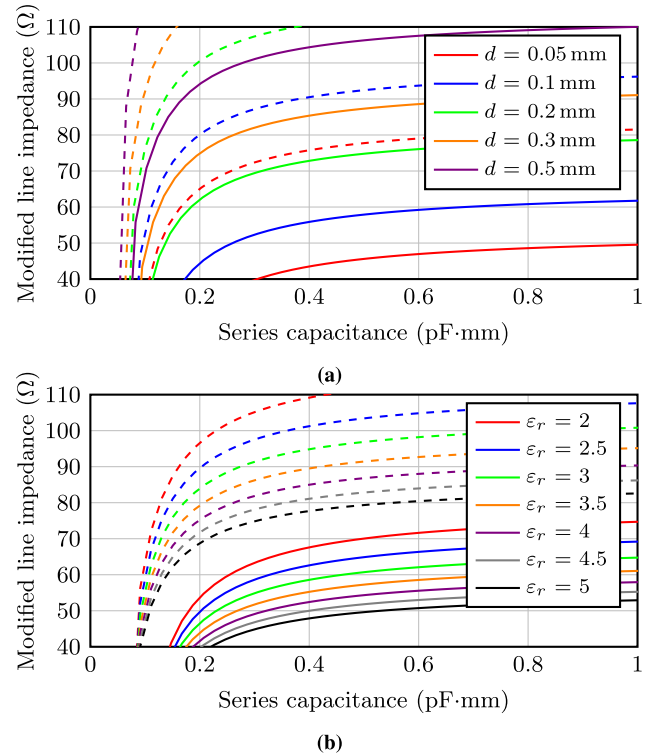 110
100
90
80
70
60
50
40
Modified line impedance (Ω)
d = 0.05 mm
d = 0.1 mm
d = 0.2 mm
d = 0.3 mm
d = 0.5 mm
0 0.2 0.4 0.6 0.8 1
Series capacitance (pF·mm)
(a)
110
100
90
80
70
60
50
40
Modified line impedance (Ω)
εr = 2
εr = 2.5
εr = 3
εr = 3.5
εr = 4
εr = 4.5
εr = 5
0 0.2 0.4 0.6 0.8 1
Series capacitance (pF·mm)
(b)